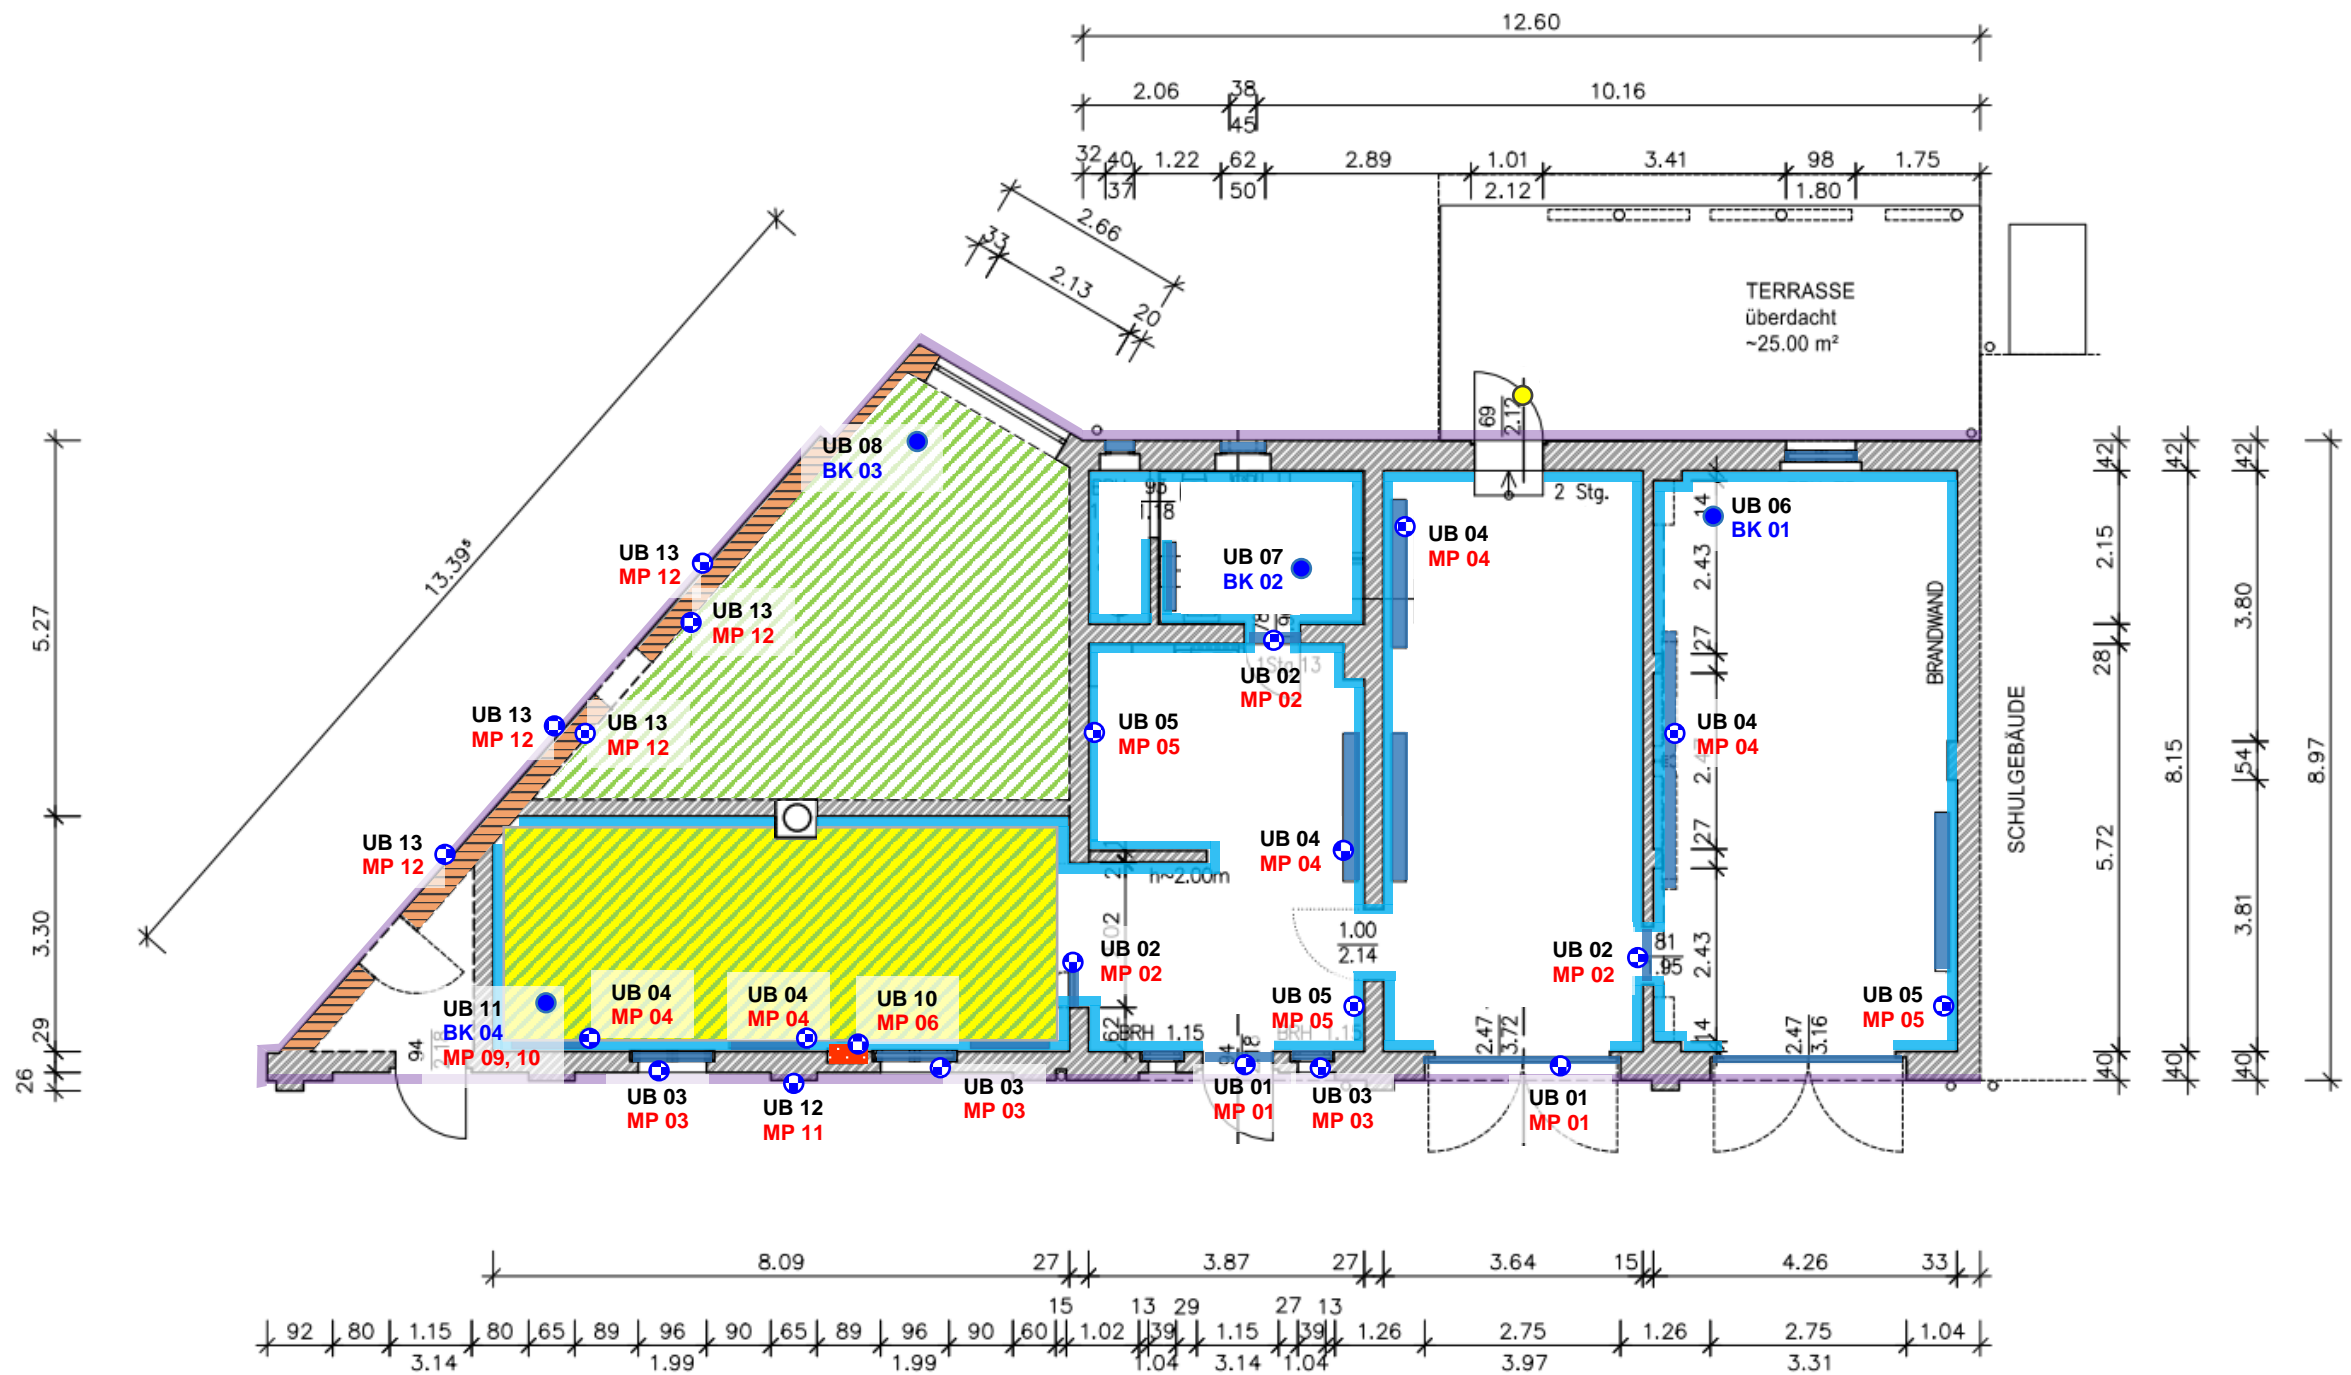 12.60
2.06
38
10.16
45
32
40
1.22
62
2.89
1.01
3.41
98
1.75
37
50
2.12
1.80
2.66
33
2.13
20
13.39⁵
TERRASSE
überdacht
~25.00 m²
69
2.12
2 Stg.
UB 08
BK 03
95
1.18
14
UB 06
BK 01
UB 04
MP 04
UB 13
MP 12
UB 07
BK 02
2.43
UB 13
MP 12
BRANDWAND
27
1Stg.13
UB 02
MP 02
UB 13
MP 12
UB 13
MP 12
UB 05
MP 05
UB 04
MP 04
SCHULGEBÄUDE
UB 13
MP 12
UB 04
MP 04
27
h~2.00m
UB 02
MP 02
1.00
2.14
UB 02
MP 02
81
.95
2.43
UB 11
BK 04
MP 09, 10
UB 04
MP 04
UB 04
MP 04
UB 10
MP 06
UB 05
MP 05
UB 05
MP 05
62
BRH 1.15
BRH 1.15
94
2.18
94
2.47
3.72
2.47
3.16
14
UB 03
MP 03
UB 12
MP 11
UB 03
MP 03
UB 01
MP 01
UB 03
MP 03
UB 01
MP 01
5.27
3.30
29
26
42
2.15
28
5.72
40
42
8.15
40
42
3.80
54
3.81
40
8.97
8.09
27
3.87
27
3.64
15
4.26
33
15
13
29
27
13
92
80
1.15
80
65
89
96
90
65
89
96
90
60
1.02
39
1.15
39
1.26
2.75
1.26
2.75
1.04
3.14
1.99
1.99
1.04
3.14
1.04
3.97
3.31